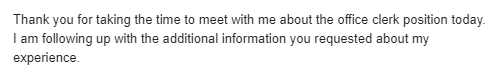 Thank you for taking the time to meet with me about the office clerk position today.
I am following up with the additional information you requested about my
experience.